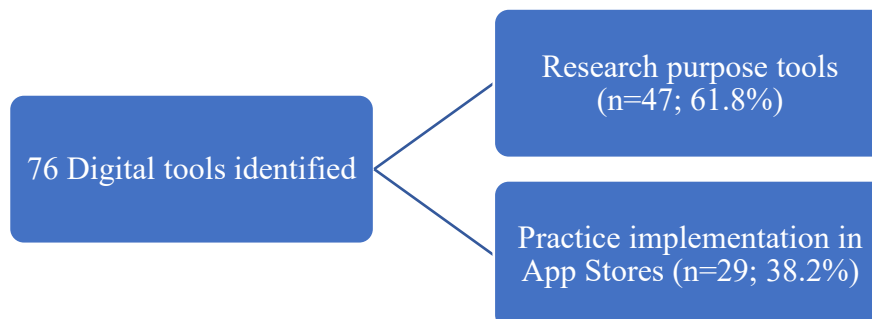 76 Digital tools identified
Research purpose tools
(n=47; 61.8%)
Practice implementation in
App Stores (n=29; 38.2%)